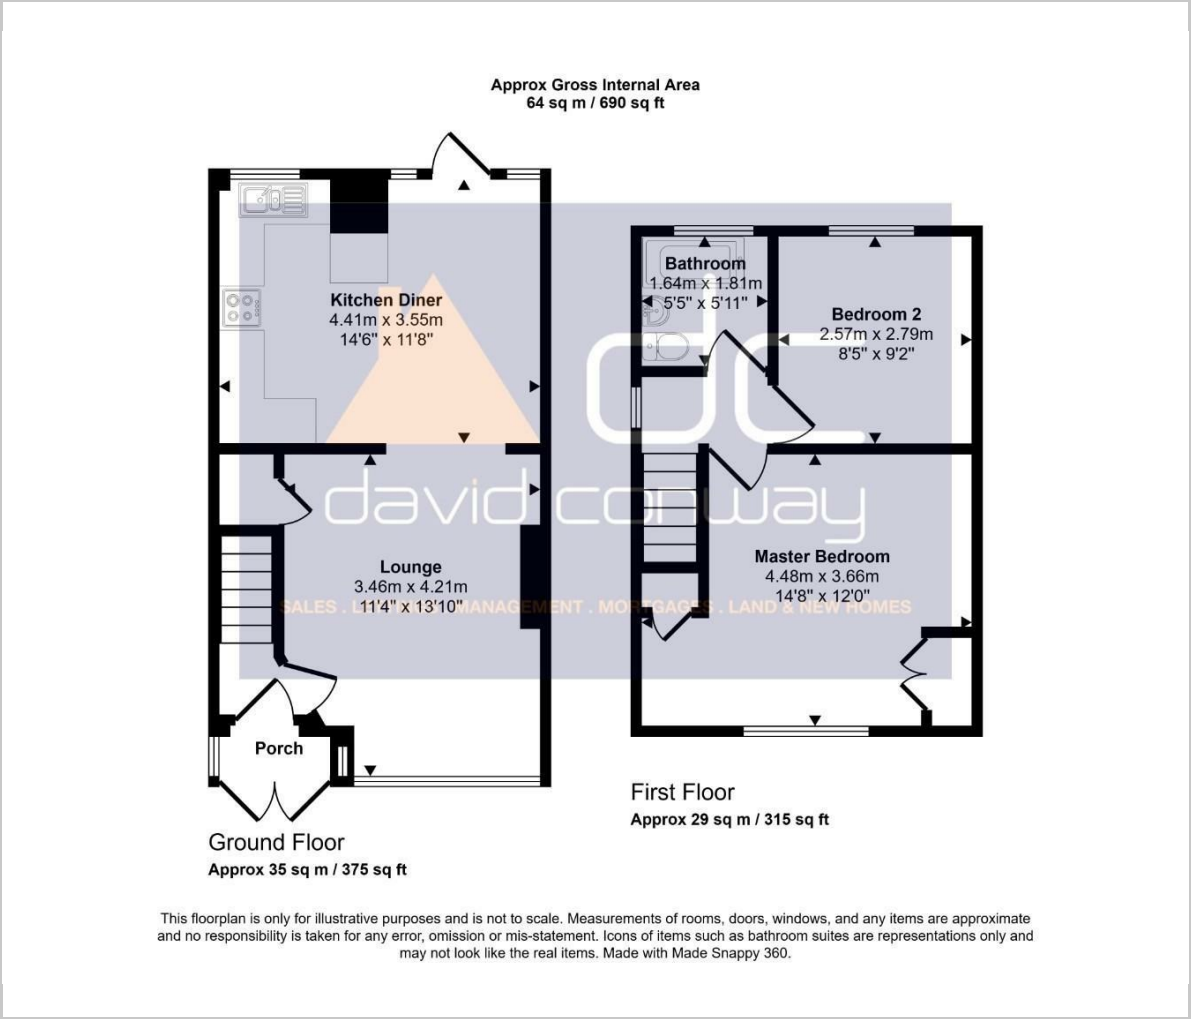 Approx Gross Internal Area
64 sq m / 690 sq ft
Kitchen Diner
4.41m x 3.55m
14'6" x 11'8"
Bathroom
1.64m x 1.81m
5'5" x 5'11"
Bedroom 2
2.57m x 2.79m
8'5" x 9'2"
dc
david conway
Lounge
3.46m x 4.21m
11'4" x 13'10"
Master Bedroom
4.48m x 3.66m
14'8" x 12'0"
SALES . MANAGEMENT . MORTGAGES . LAND & NEW HOMES
Porch
Ground Floor
Approx 35 sq m / 375 sq ft
First Floor
Approx 29 sq m / 315 sq ft
This floorplan is only for illustrative purposes and is not to scale. Measurements of rooms, doors, windows, and any items are approximate
and no responsibility is taken for any error, omission or mis-statement. Icons of items such as bathroom suites are representations only and
may not look like the real items. Made with Made Snappy 360.